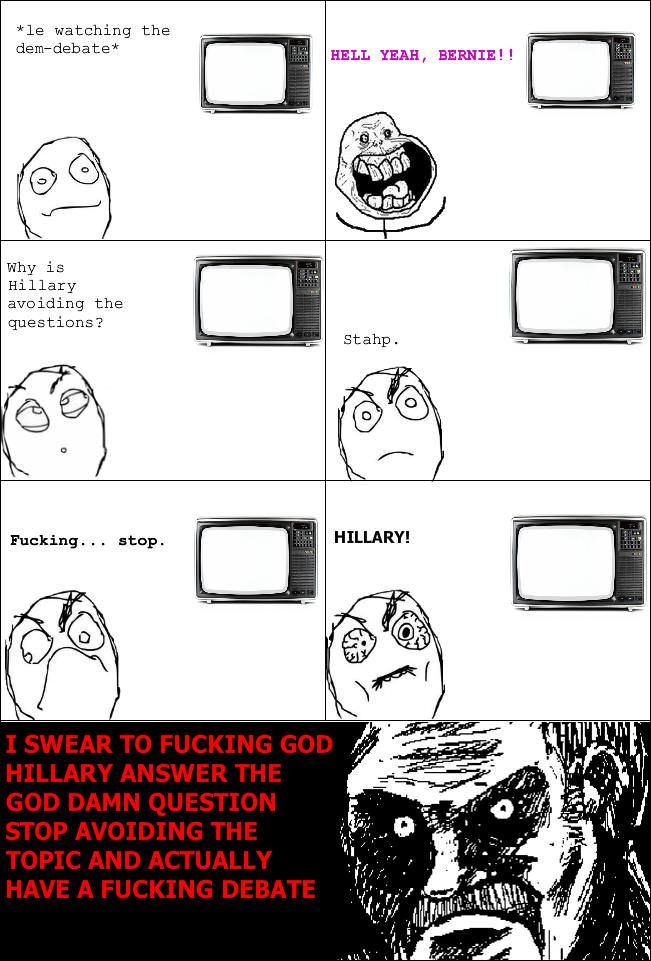 *le watching the
dem-debate*
HELL YEAH, BERNIE!!
Why is
Hillary
avoiding the
questions?
Stahp.
Fucking... stop.
HILLARY!
I SWEAR TO FUCKING GOD
HILLARY ANSWER THE
GOD DAMN QUESTION
STOP AVOIDING THE
TOPIC AND ACTUALLY
HAVE A FUCKING DEBATE